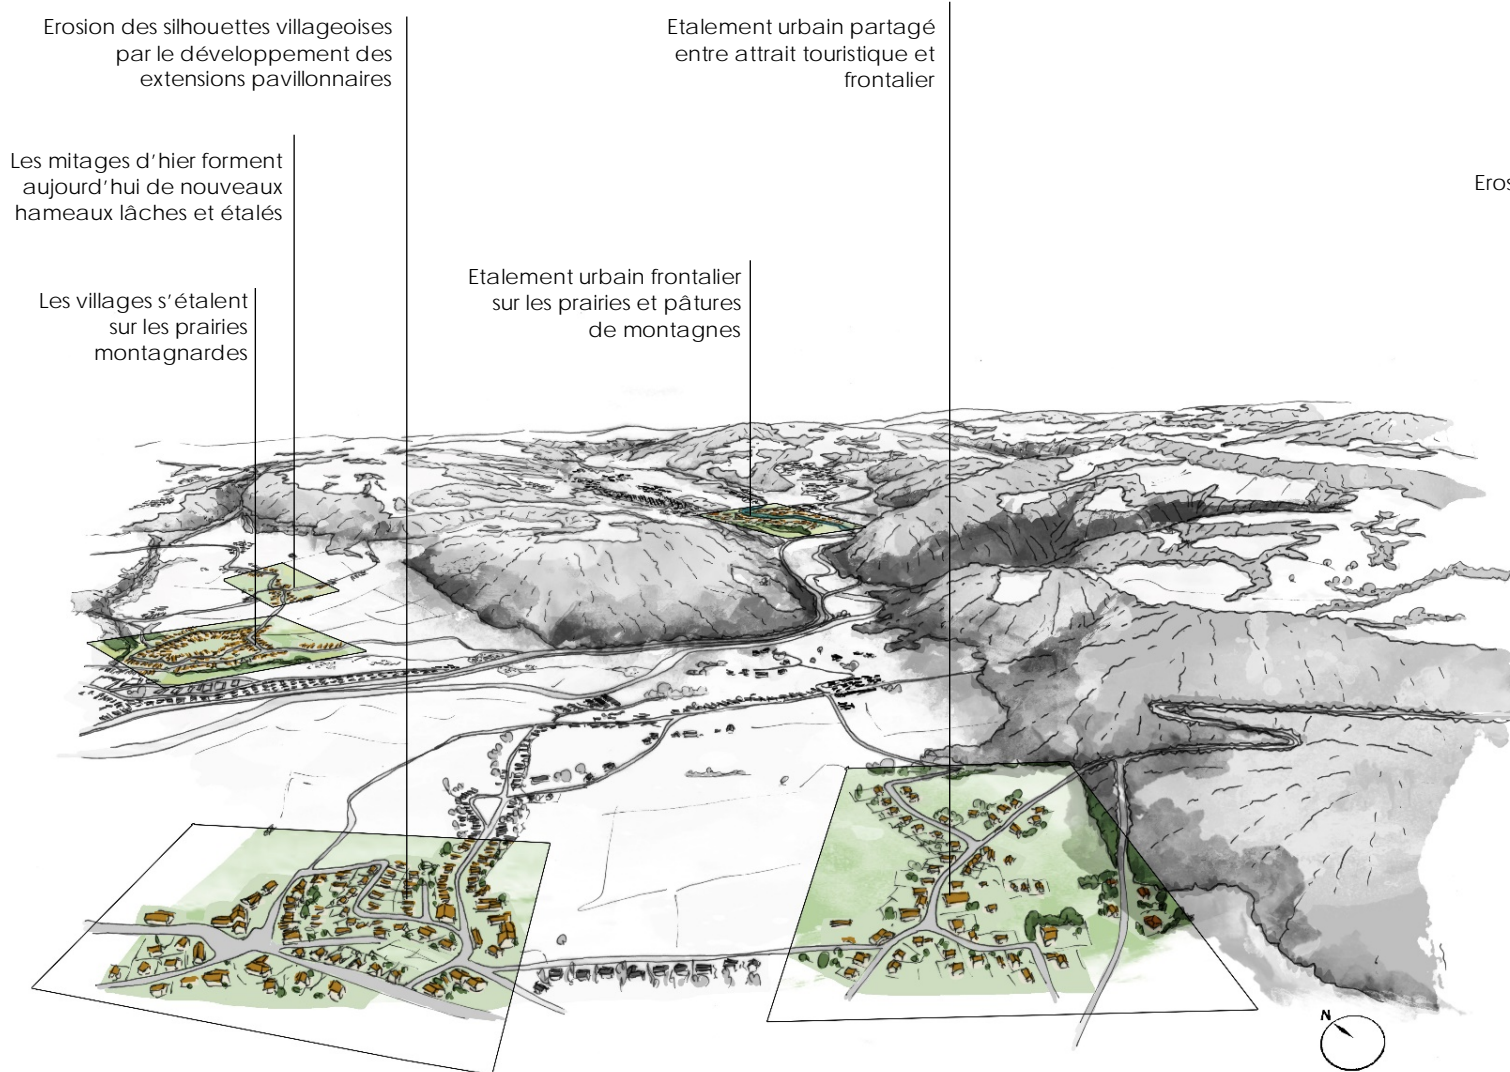 Erosion des silhouettes villageoises
par le développement des
extensions pavillonnaires
Etalement urbain partagé
entre attrait touristique et
frontalier
Les mitages d'hier forment
aujourd'hui de nouveaux
hameaux lâches et étalés
Eros
Les villages s'étalent
sur les prairies
montagnardes
Etalement urbain frontalier
sur les prairies et pâtures
de montagnes
N